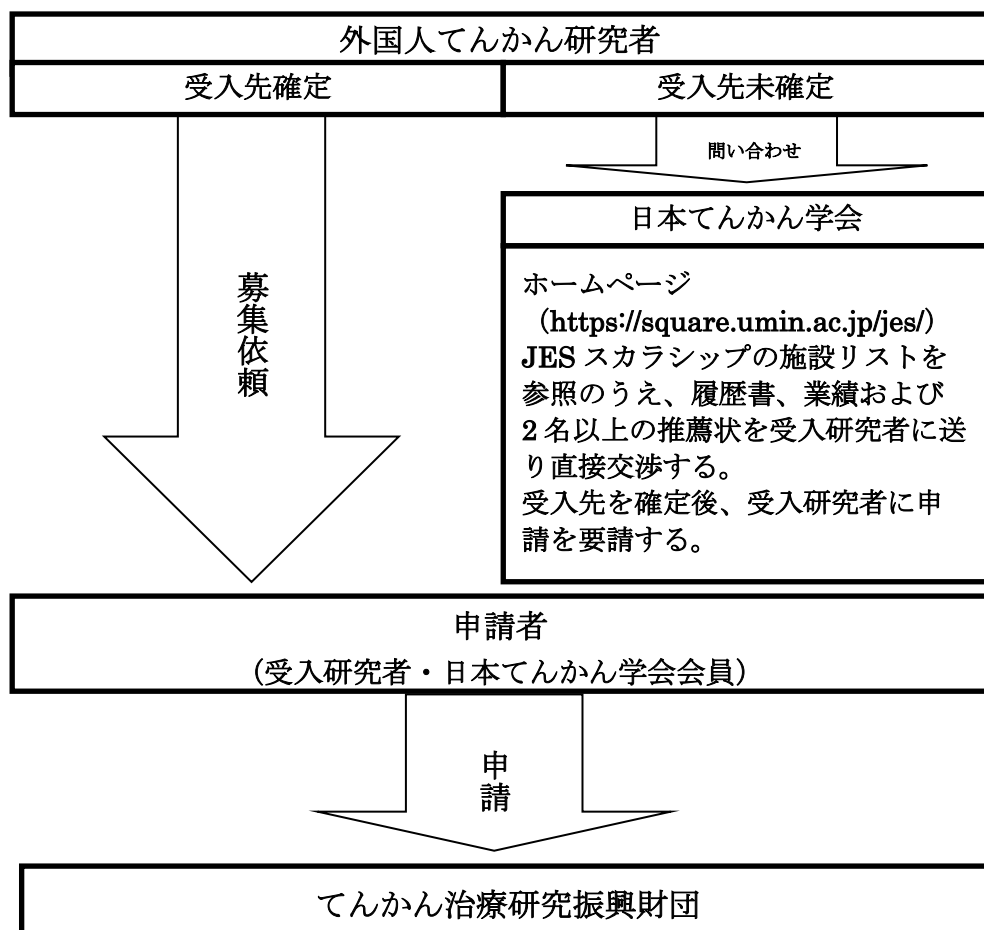 外国人てんかん研究者
受入先確定
受入先未確定
問い合わせ
日本てんかん学会
ホームページ
（https://square.umin.ac.jp/jes/）
JES スカラシップの施設リストを
参照のうえ、履歴書、業績および
2 名以上の推薦状を受入研究者に送
り直接交渉する。
受入先を確定後、受入研究者に申
請を要請する。
募集依頼
申請者
（受入研究者・日本てんかん学会会員）
申請
てんかん治療研究振興財団